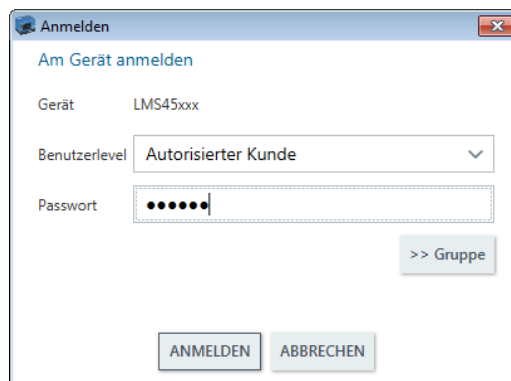 Anmelden
Am Gerät anmelden
Gerät LMS45xxx
Benutzerlevel Autorisierter Kunde
Passwort ••••••
>> Gruppe
ANMELDEN ABBRECHEN